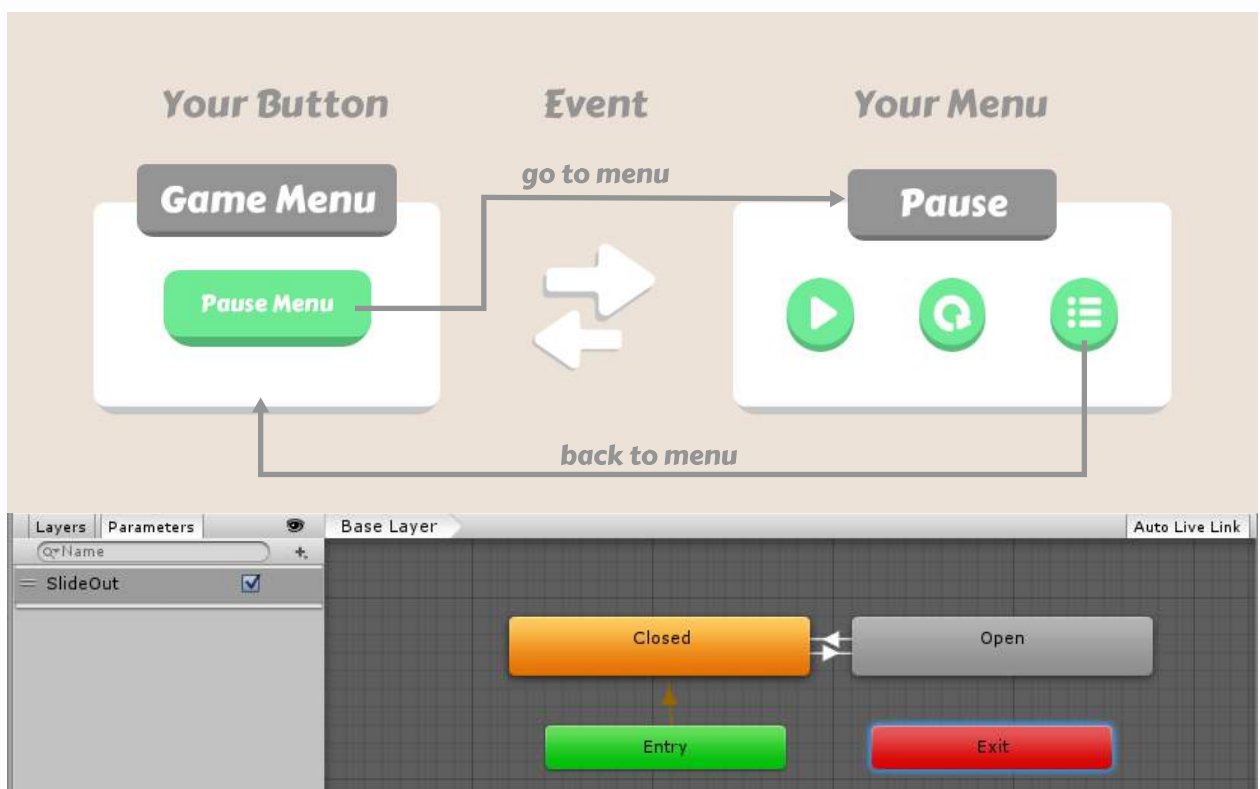 Your Button Event Your Menu
go to menu
Game Menu Pause
Pause Menu
back to menu
Layers Parameters Base Layer Auto Live Link
Name
SlideOut
Closed Open
Entry Exit